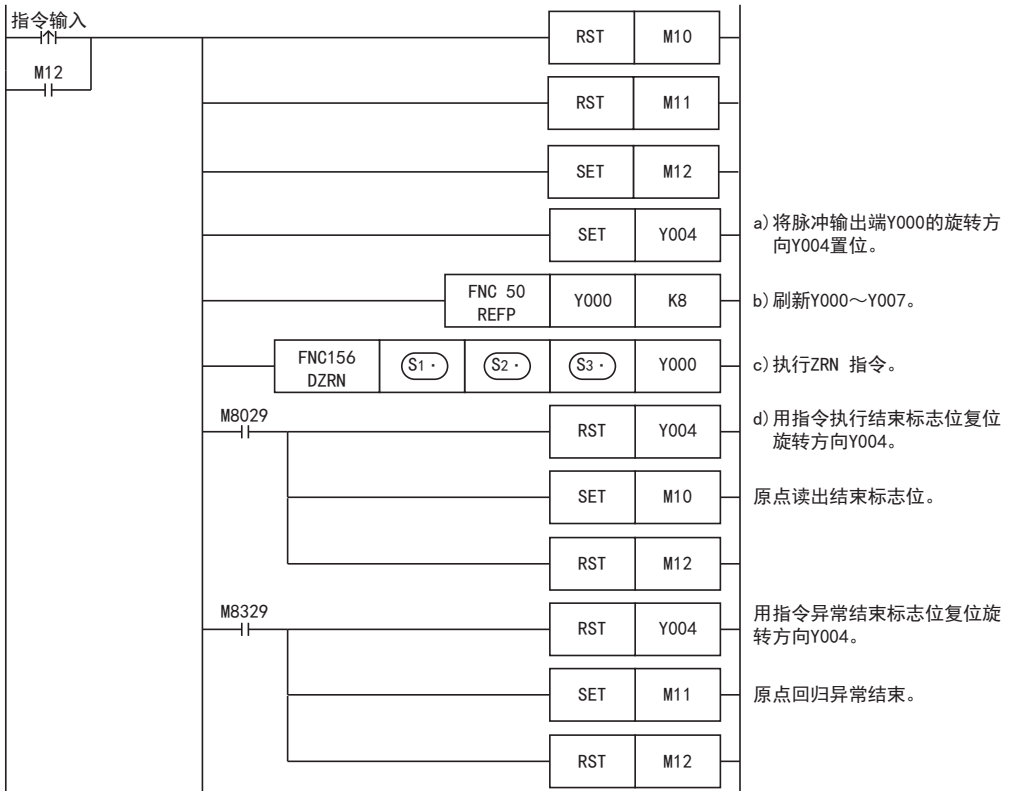 指令输入
RST M10
M12
RST M11
SET M12
SET Y004
a)将脉冲输出端Y000的旋转方
向Y004置位。
FNC 50
REFP
Y000 K8
b)刷新Y000～Y007。
FNC156
DZRN
S1· S2· S3· Y000
c)执行ZRN 指令。
M8029
RST Y004
d)用指令执行结束标志位复位
旋转方向Y004。
SET M10
原点读出结束标志位。
RST M12
M8329
RST Y004
用指令异常结束标志位复位旋
转方向Y004。
SET M11
原点回归异常结束。
RST M12